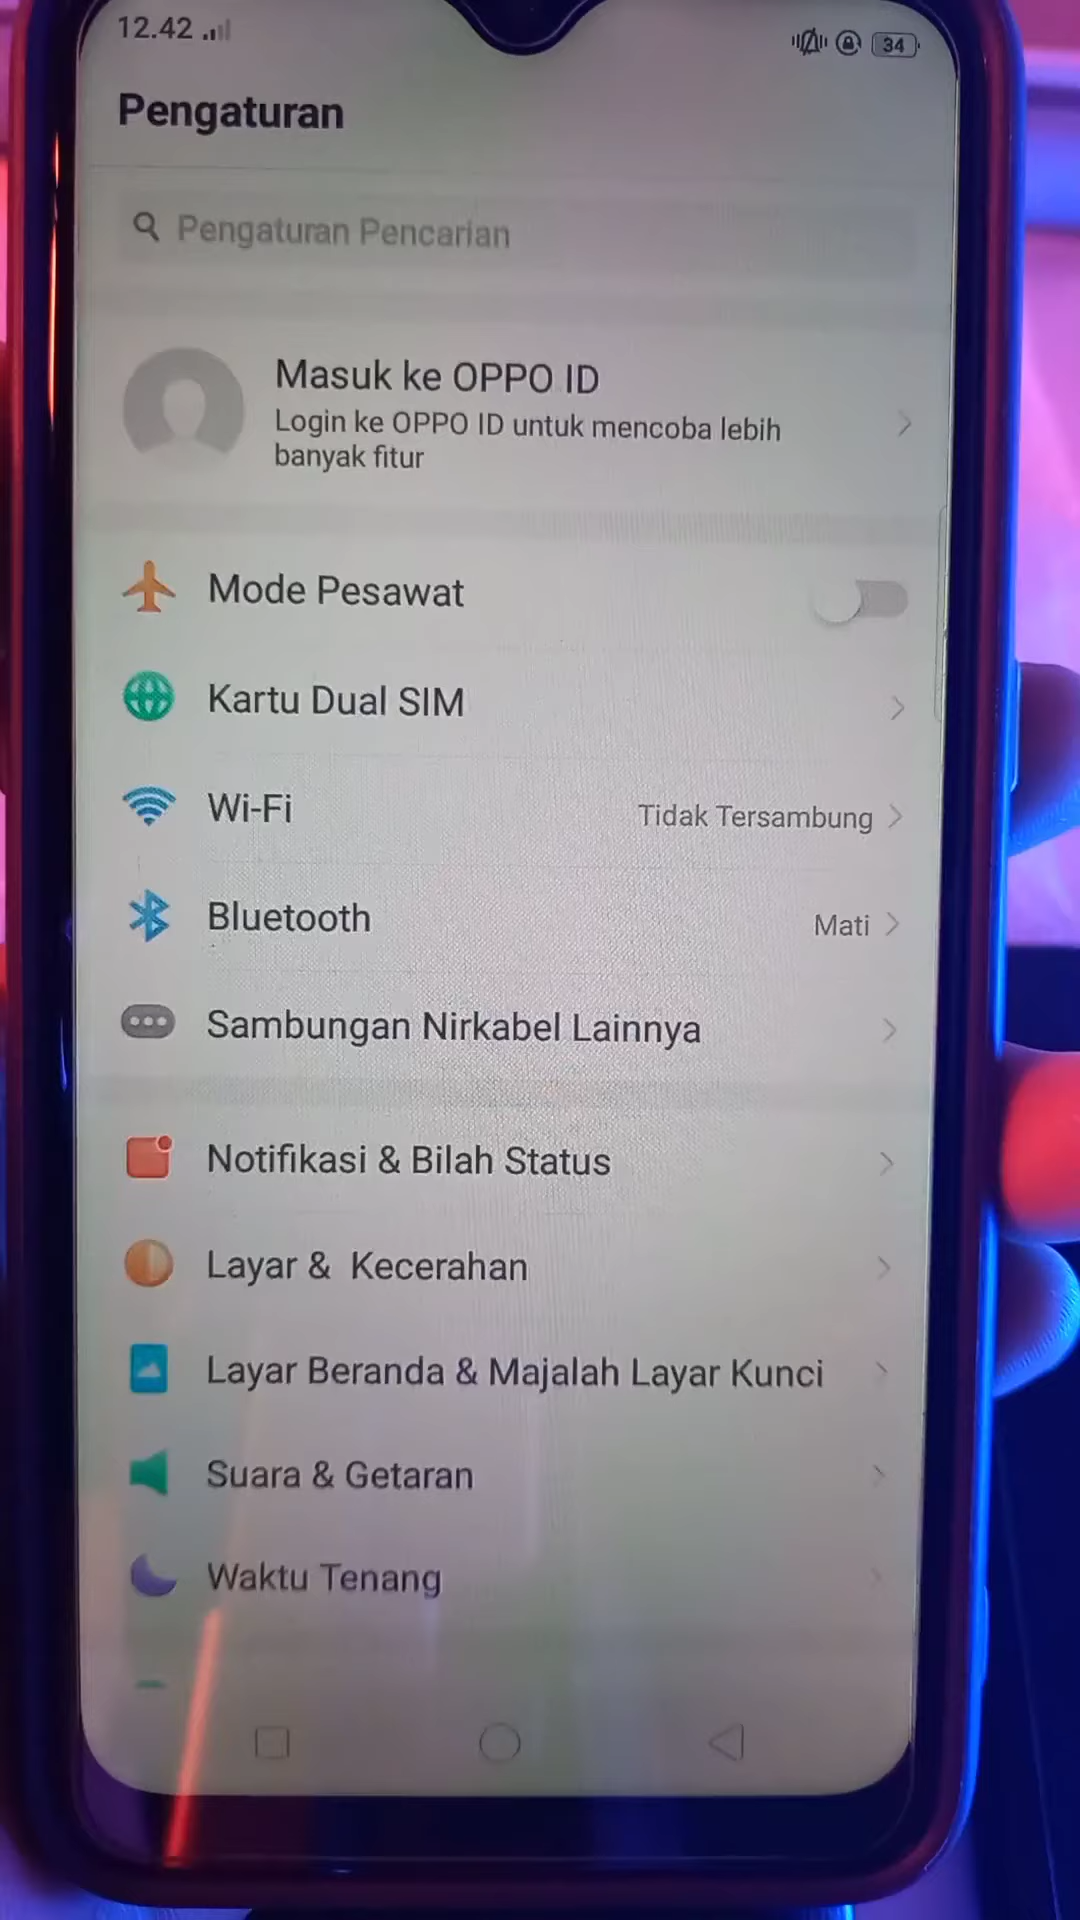 12.42
34
Pengaturan
Pengaturan Pencarian
Masuk ke OPPO ID
Login ke OPPO ID untuk mencoba lebih
banyak fitur
Mode Pesawat
Kartu Dual SIM
Wi-Fi
Tidak Tersambung
Bluetooth
Mati
Sambungan Nirkabel Lainnya
Notifikasi & Bilah Status
Layar & Kecerahan
Layar Beranda & Majalah Layar Kunci
Suara & Getaran
Waktu Tenang